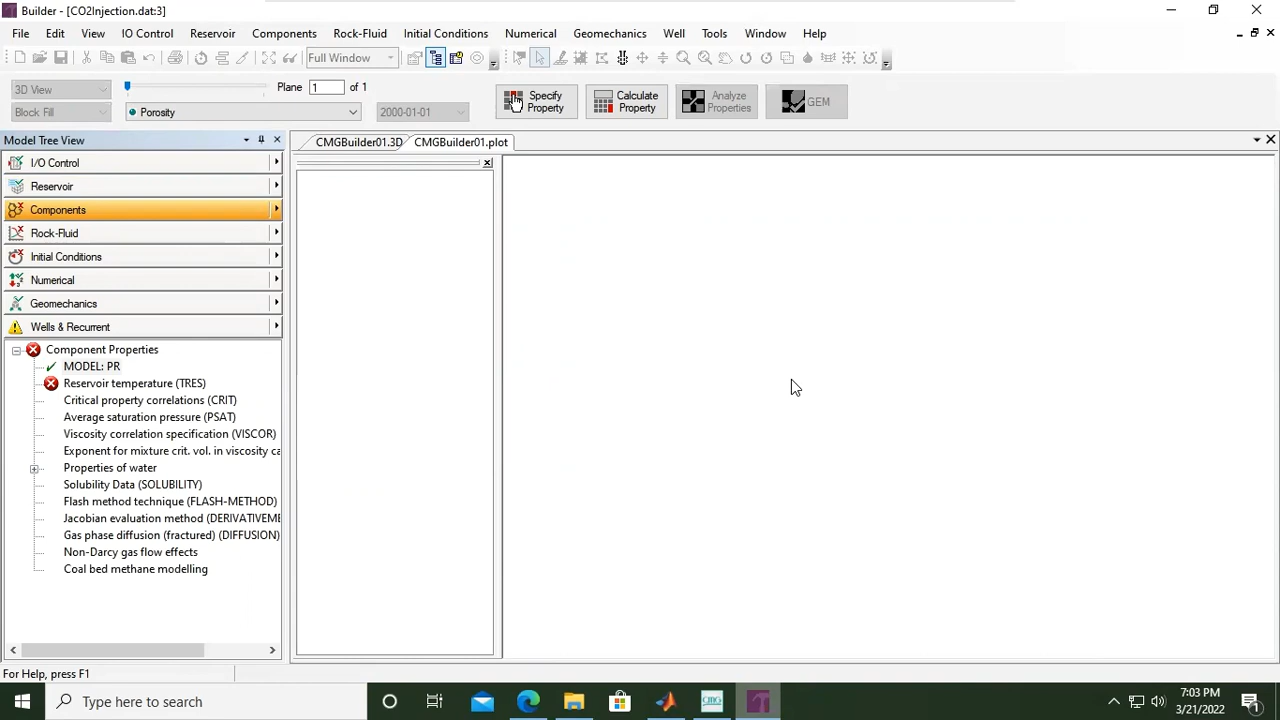 Builder - [CO2Injection.dat:3]
File Edit View IO Control Reservoir Components Rock-Fluid Initial Conditions Numerical Geomechanics Well Tools Window Help
Full Window
3D View Plane 1 of 1
Block Fill Porosity 2000-01-01
Specify Property
Calculate Property
Analyze Properties
GEM
Model Tree View
CMGBuilder01.3D CMGBuilder01.plot
I/O Control
Reservoir
Components
Rock-Fluid
Initial Conditions
Numerical
Geomechanics
Wells & Recurrent
Component Properties
MODEL: PR
Reservoir temperature (TRES)
Critical property correlations (CRIT)
Average saturation pressure (PSAT)
Viscosity correlation specification (VISCOR)
Exponent for mixture crit. vol. in viscosity ca
Properties of water
Solubility Data (SOLUBILITY)
Flash method technique (FLASH-METHOD)
Jacobian evaluation method (DERIVATIVEME
Gas phase diffusion (fractured) (DIFFUSION)
Non-Darcy gas flow effects
Coal bed methane modelling
For Help, press F1
Type here to search
CMG
7:03 PM
3/21/2022
1